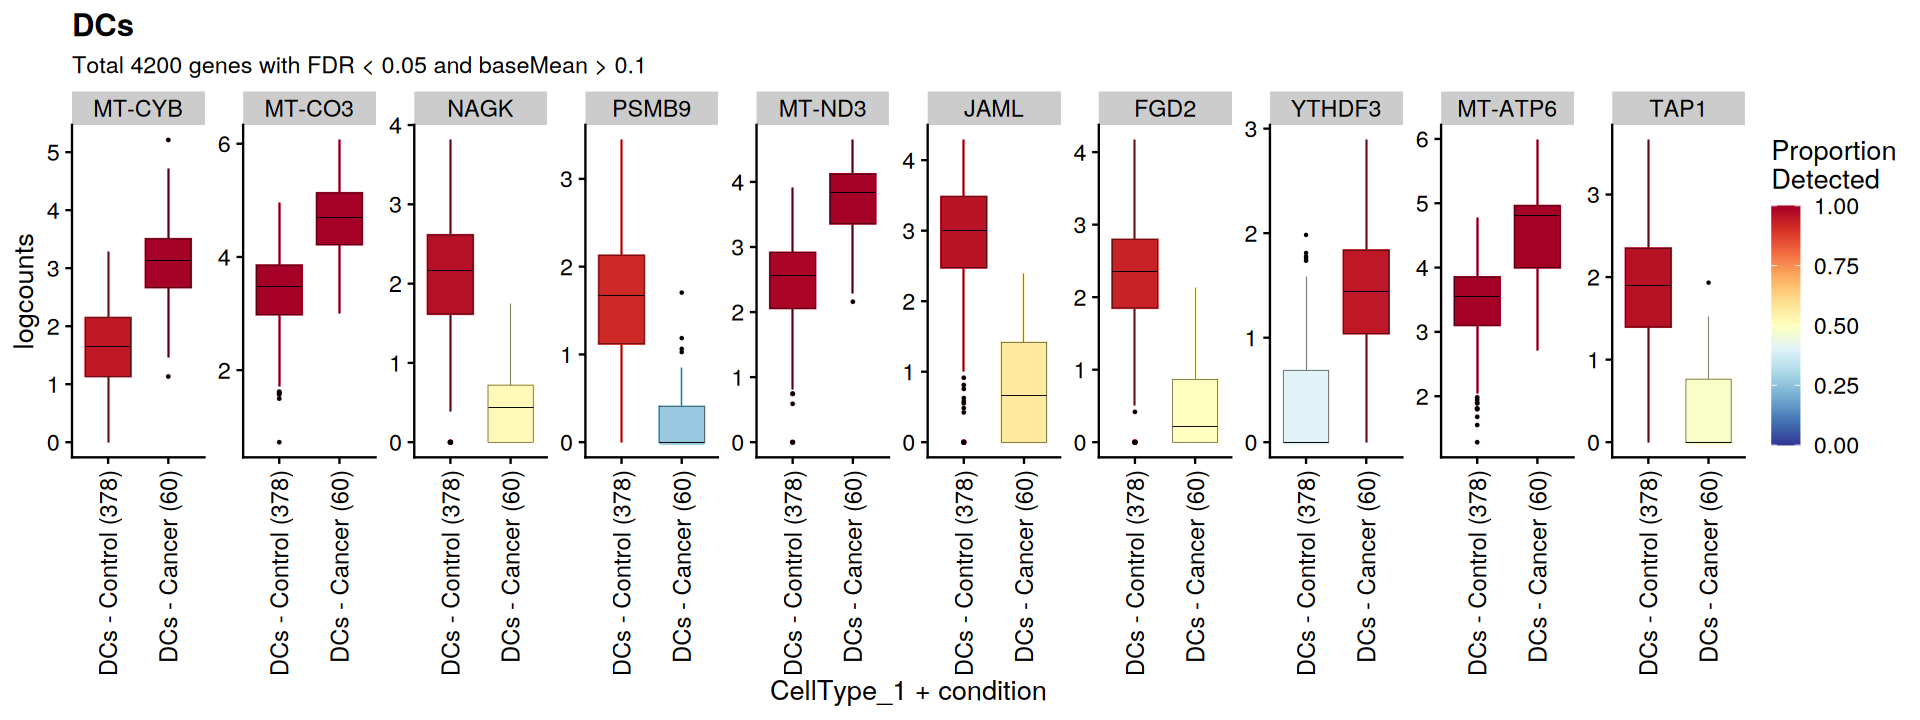 DCs
Total 4200 genes with FDR < 0.05 and baseMean > 0.1
MT-CYB MT-CO3 NAGK PSMB9 MT-ND3 JAML FGD2 YTHDF3 MT-ATP6 TAP1
logcounts
0 1 2 3 4 5
2 4 6
0 1 2 3 4
0 1 2 3
0 1 2 3 4
0 1 2 3 4
0 1 2 3 4
0 1 2 3
2 3 4 5 6
0 1 2 3
DCs - Control (378)
DCs - Cancer (60)
DCs - Control (378)
DCs - Cancer (60)
DCs - Control (378)
DCs - Cancer (60)
DCs - Control (378)
DCs - Cancer (60)
DCs - Control (378)
DCs - Cancer (60)
DCs - Control (378)
DCs - Cancer (60)
DCs - Control (378)
DCs - Cancer (60)
DCs - Control (378)
DCs - Cancer (60)
DCs - Control (378)
DCs - Cancer (60)
DCs - Control (378)
DCs - Cancer (60)
CellType_1 + condition
Proportion
Detected
1.00
0.75
0.50
0.25
0.00